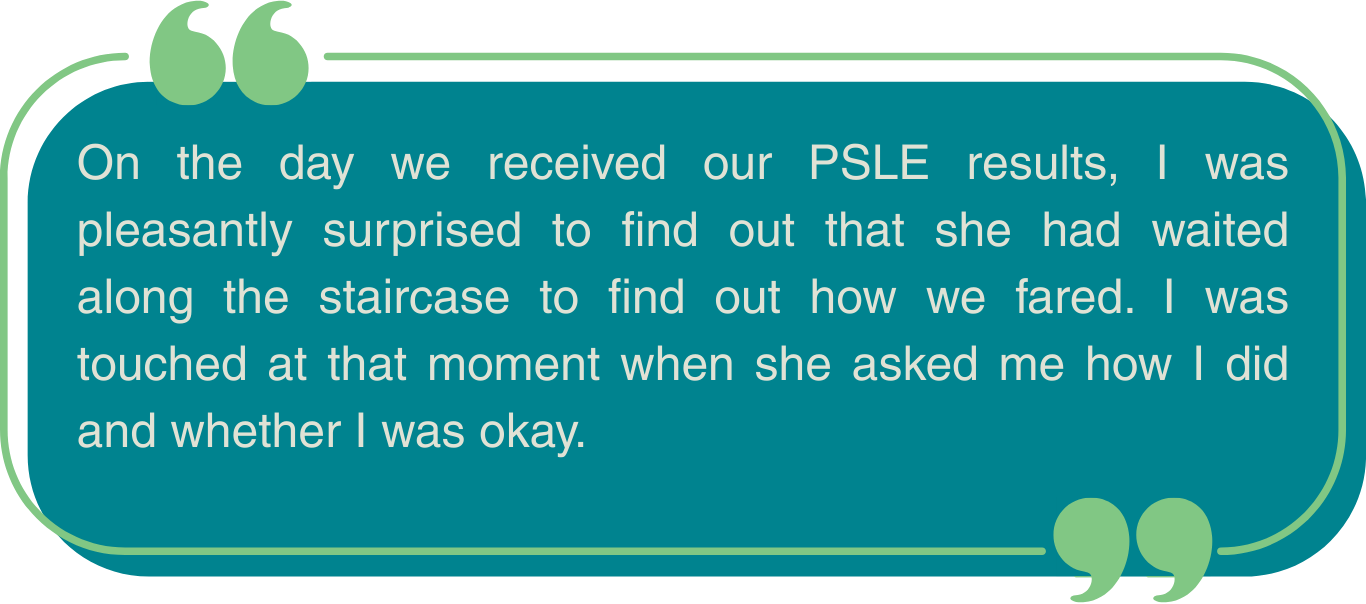 On the day we received our PSLE results, I was
pleasantly surprised to find out that she had waited
along the staircase to find out how we fared. I was
touched at that moment when she asked me how I did
and whether I was okay.